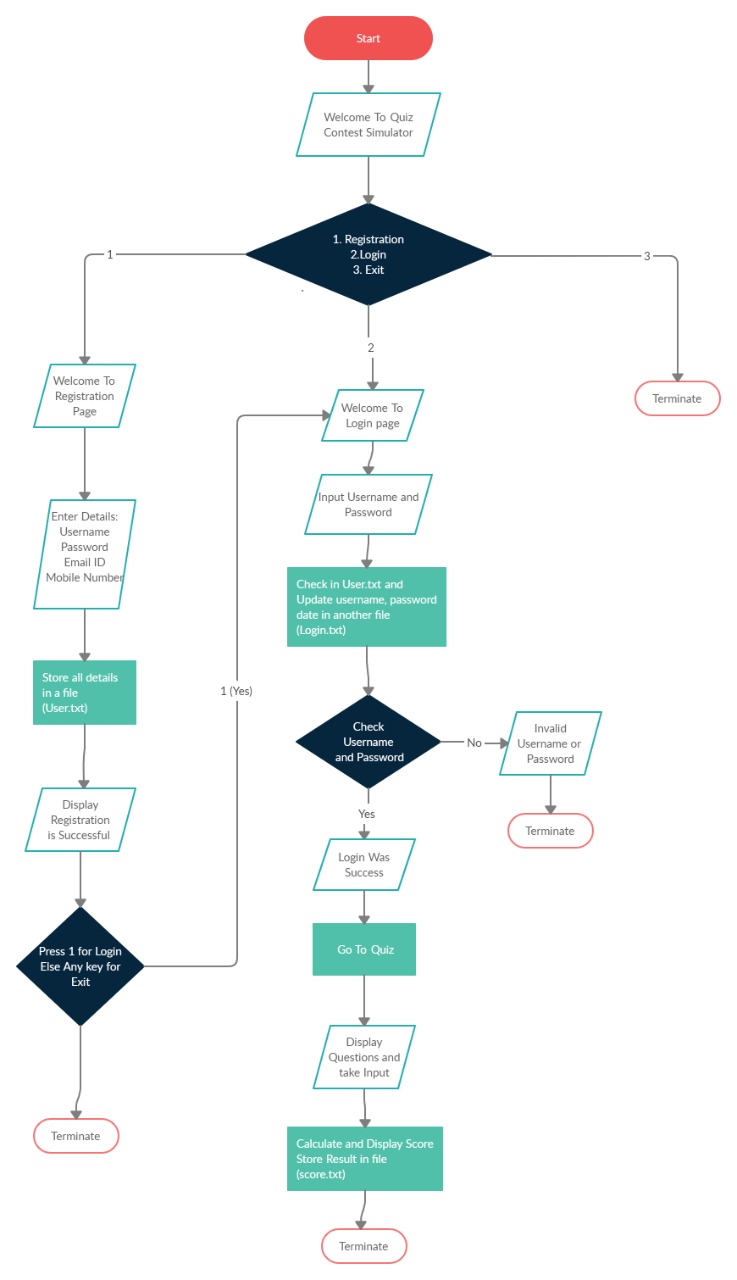 Start
Welcome To Quiz
Contest Simulator
1. Registration
2.Login
3. Exit
1
3
2
Welcome To
Registration
Page
Welcome To
Login page
Terminate
Input Username and
Password
Enter Details:
Username
Password
Email ID
Mobile Number
Check in User.txt and
Update username, password
date in another file
(Login.txt)
Store all details
in a file
(User.txt)
1 (Yes)
Check
Username
and Password
No
Invalid
Username or
Password
Display
Registration
is Successful
Yes
Terminate
Login Was
Success
Press 1 for Login
Else Any key for
Exit
Go To Quiz
Display
Questions and
take Input
Terminate
Calculate and Display Score
Store Result in file
(score.txt)
Terminate